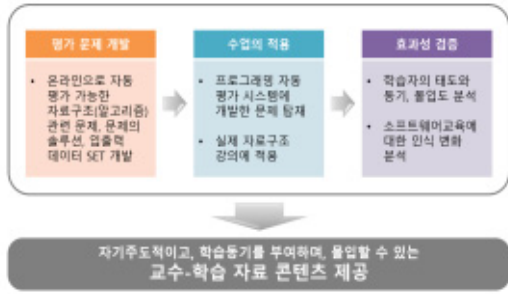 평가 문제 개발
• 온라인으로 자동
평가 가능한
자료구조(알고리즘)
관련 문제, 문제의
솔루션, 입출력
데이터 SET 개발
수업의 적용
• 프로그래밍 자동
평가 시스템에
개발한 문제 탑재
• 실제 자료구조
강의에 적용
효과성 검증
• 학습자의 태도와
동기, 몰입도 분석
• 소프트웨어교육에
대한 인식 변화
분석
자기주도적이고, 학습동기를 부여하며, 몰입할 수 있는
교수-학습 자료 콘텐츠 제공